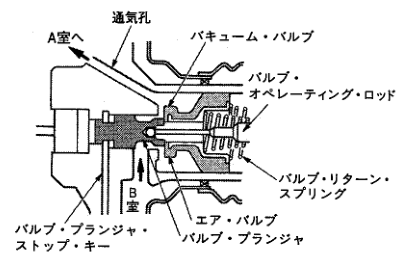 通気孔
A室へ
バキューム・バルブ
バルブ・
オペレーティング・ロッド
バルブ・リターン・
スプリング
B
室
エア・バルブ
バルブ・プランジャ
バルブ・プランジャ・
ストップ・キー